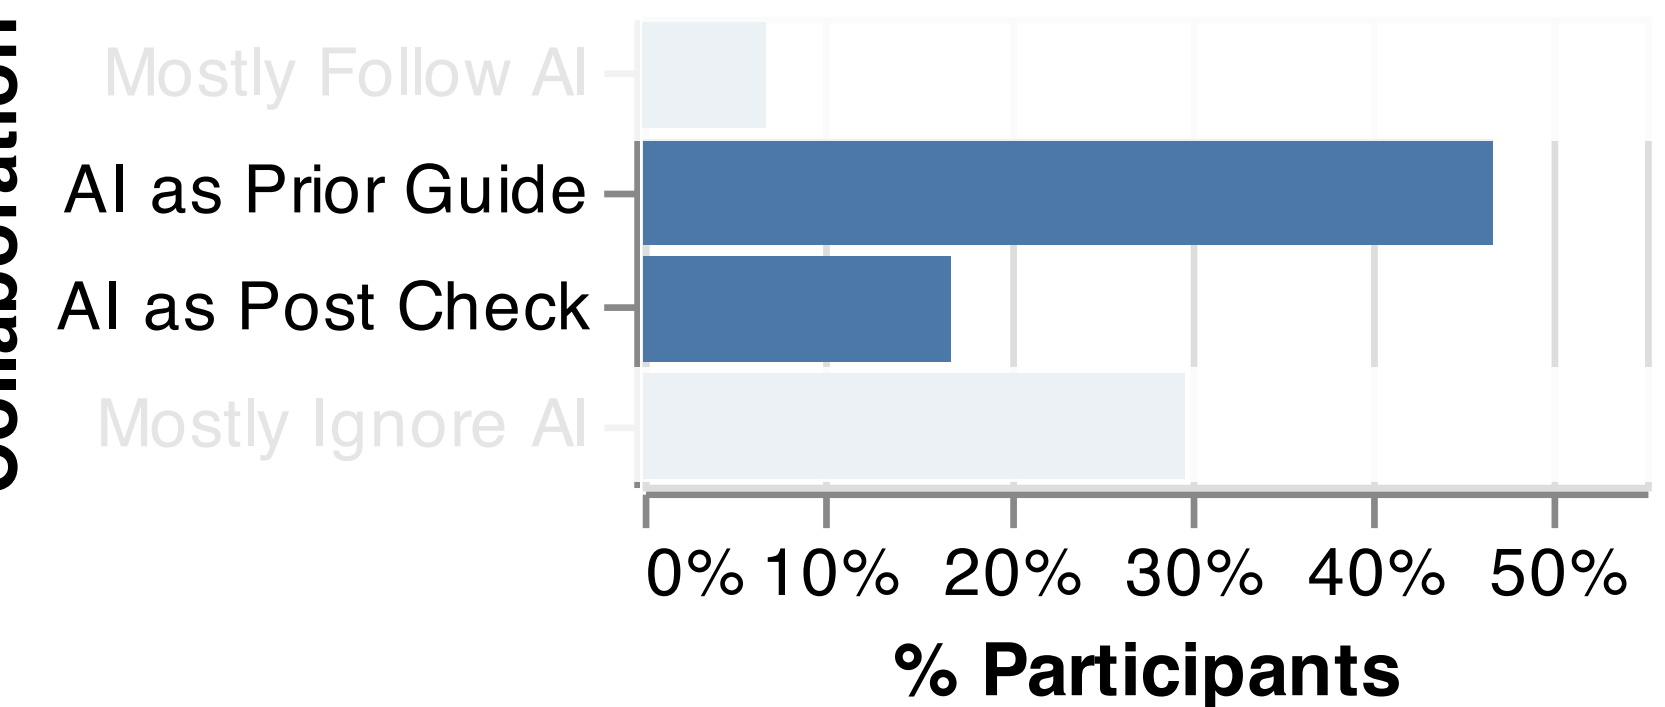 Mostly Follow AI
AI as Prior Guide
AI as Post Check
Mostly Ignore AI
0% 10% 20% 30% 40% 50%
% Participants